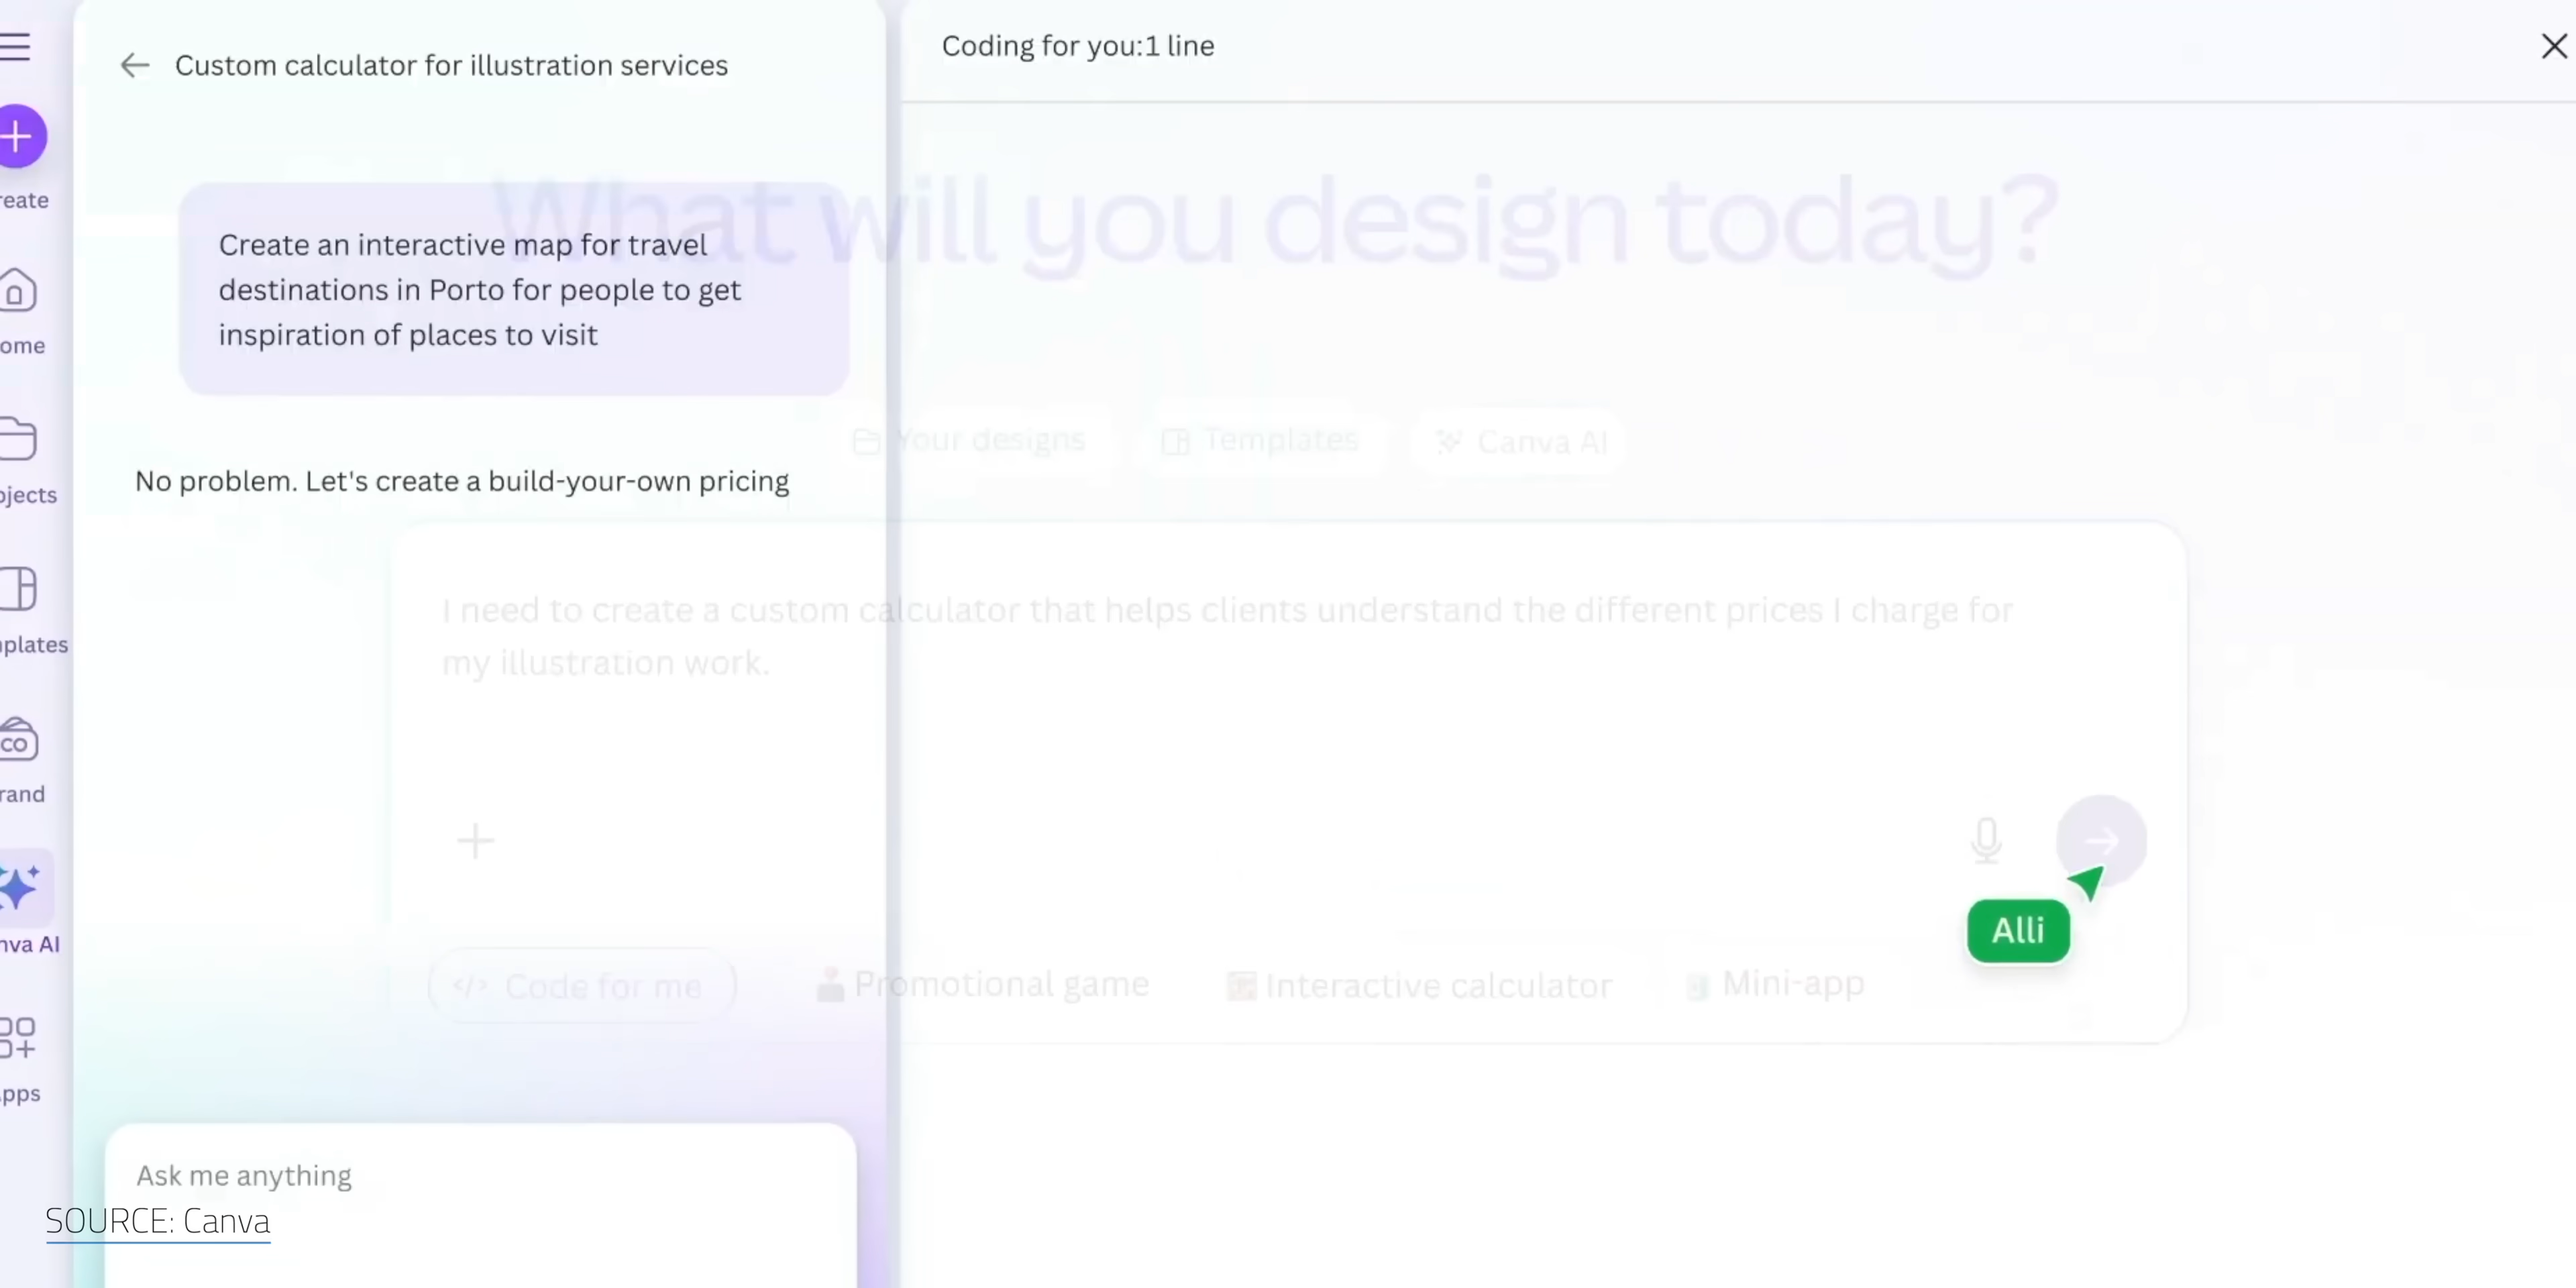 Custom calculator for illustration services
Coding for you:1 line
reate
What will you design today?
Create an interactive map for travel
destinations in Porto for people to get
inspiration of places to visit
ome
Your designs
Templates
Canva AI
No problem. Let's create a build-your-own pricing
ojects
I need to create a custom calculator that helps clients understand the different prices I charge for
my illustration work.
nplates
CO
rand
Alli
nva AI
</> Code for me
Promotional game
Interactive calculator
Mini-app
pps
Ask me anything
SOURCE: Canva